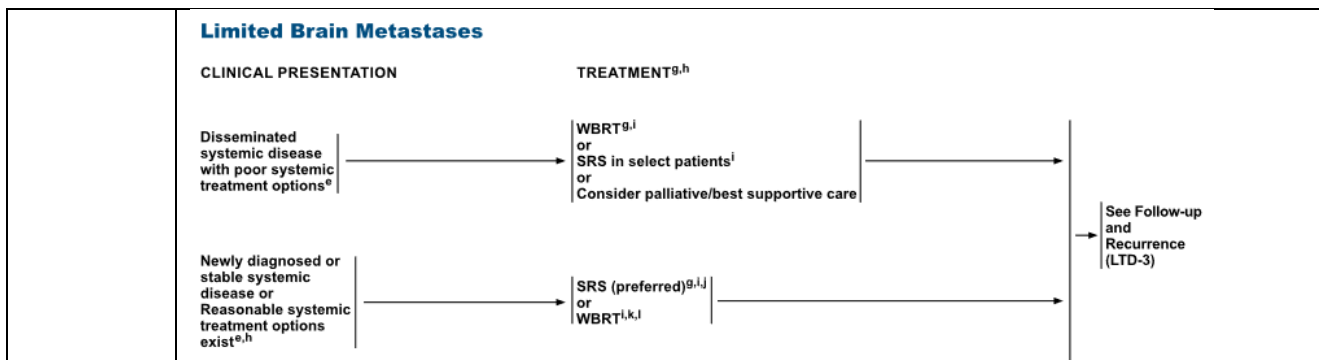 Limited Brain Metastases
CLINICAL PRESENTATION
TREATMENTg,h
Disseminated
systemic disease
with poor systemic
treatment optionse
WBRTg,i
or
SRS in select patientsi
or
Consider palliative/best supportive care
Newly diagnosed or
stable systemic
disease or
Reasonable systemic
treatment options
existe,h
SRS (preferred)g,i,j
or
WBRTi,k,l
See Follow-up
and
Recurrence
(LTD-3)